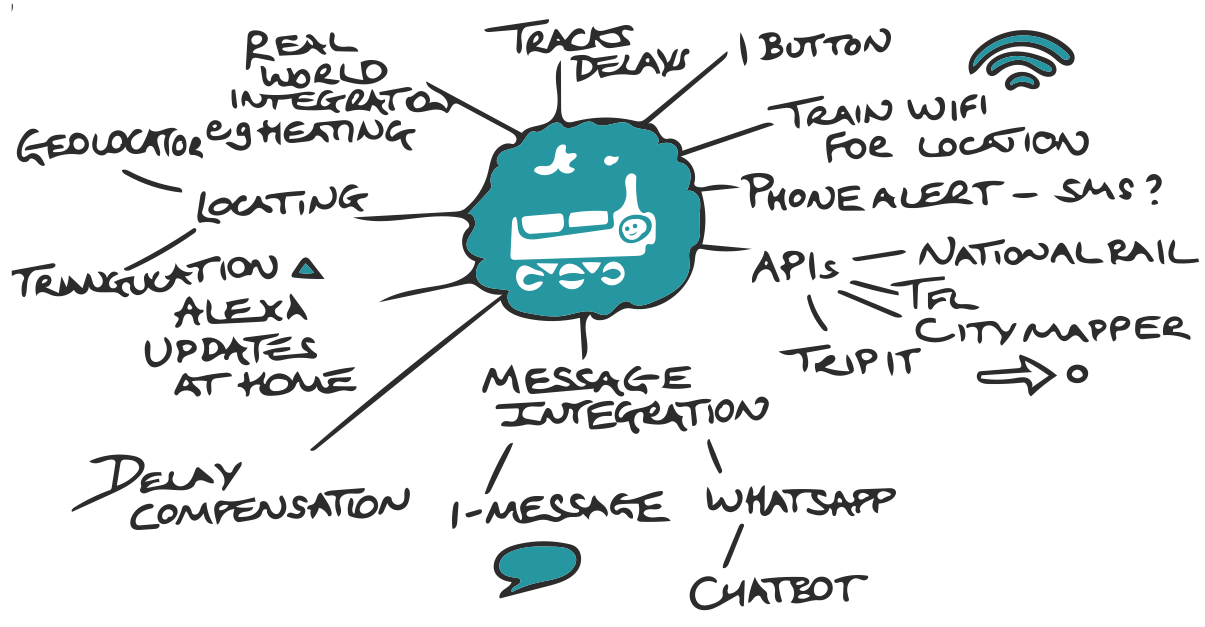 REAL
WORLD
INTEGRATION
eg HEATING
TRACKS
DELAYS
1 BUTTON
TRAIN WIFI
FOR LOCATION
PHONE ALERT - SMS?
APIs
NATIONAL RAIL
TFL
CITYMAPPER
TRIPIT
MESSAGE
INTEGRATION
I-MESSAGE
WHATSAPP
CHATBOT
DELAY
COMPENSATION
ALEXA
UPDATES
AT HOME
LOCATING
GEOLOCATOR
TRIANGULATION